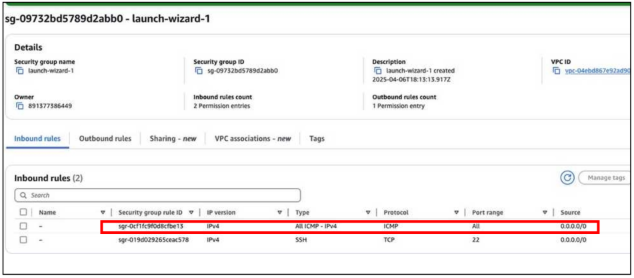 sg-09732bd5789d2abb0 - launch-wizard-1
Details
Security group name
launch-wizard-1
Security group ID
sg-09732bd5789d2abb0
Description
launch-wizard-1 created
2025-04-06T18:13:13.917Z
VPC ID
vpc-04ebd867e92ad90
Owner
891377386449
Inbound rules count
2 Permission entries
Outbound rules count
1 Permission entry
Inbound rules Outbound rules Sharing - new VPC associations - new Tags
Inbound rules (2)
Manage tags
Search
Name Security group rule ID IP version Type Protocol Port range Source
- sgr-0cf1fc9f0d8cfbe13 IPv4 All ICMP - IPv4 ICMP All 0.0.0.0/0
- sgr-019d029265ceac578 IPv4 SSH TCP 22 0.0.0.0/0